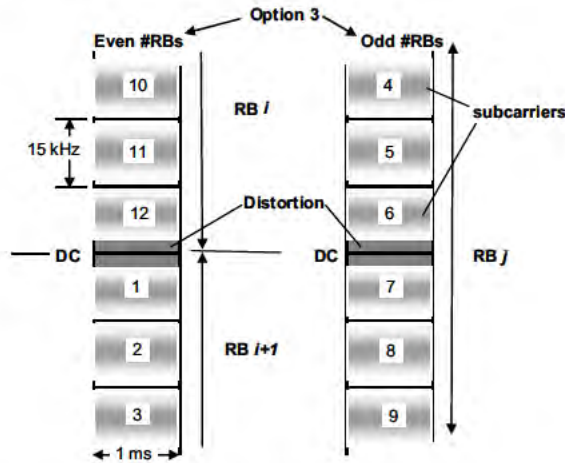 Option 3
Even #RBs Odd #RBs
10 4
RB i
subcarriers
15 kHz 11 5
12 Distortion 6
DC DC RB j
1 7
2 RB i+1 8
3 9
1 ms